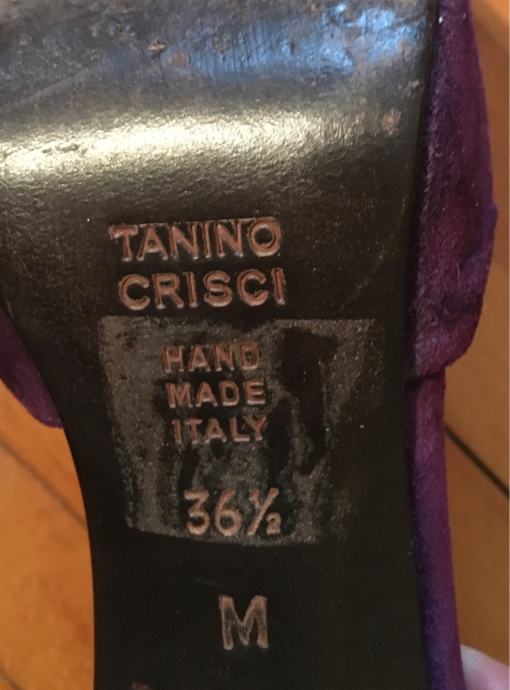 TANINO
CRISCI
HAND
MADE
ITALY
36½
M